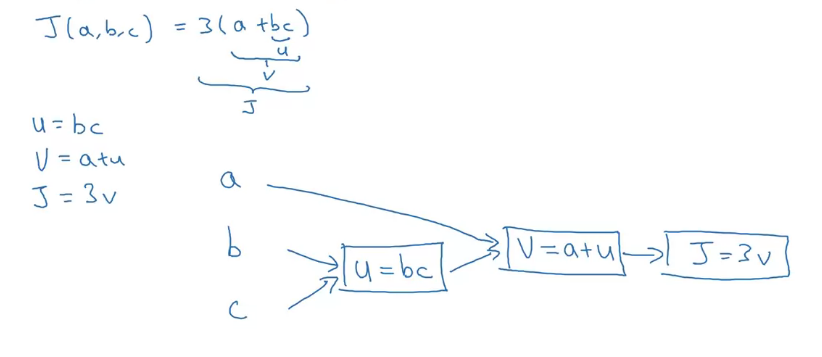 J(a,b,c) = 3(a+bc)
u
V
J
u = bc
V = a+u
J = 3v
a
b
c
u = bc
V = a+u
J = 3v